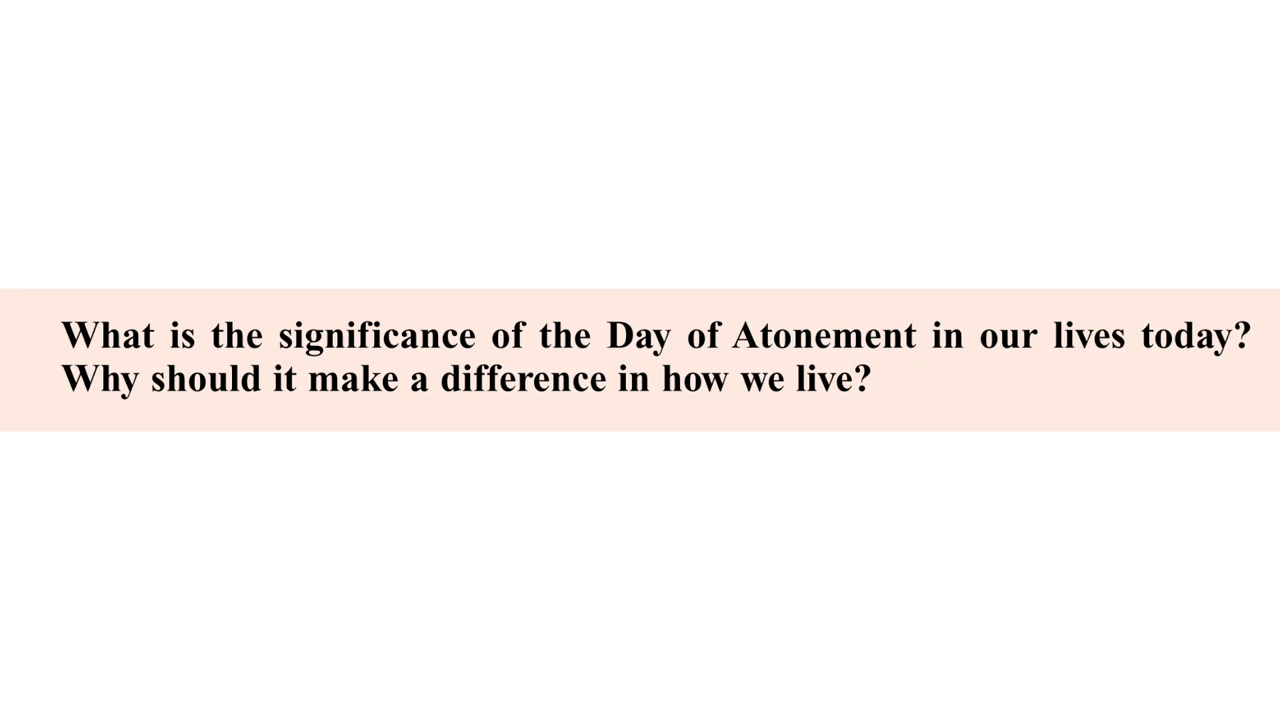 What is the significance of the Day of Atonement in our lives today?
Why should it make a difference in how we live?